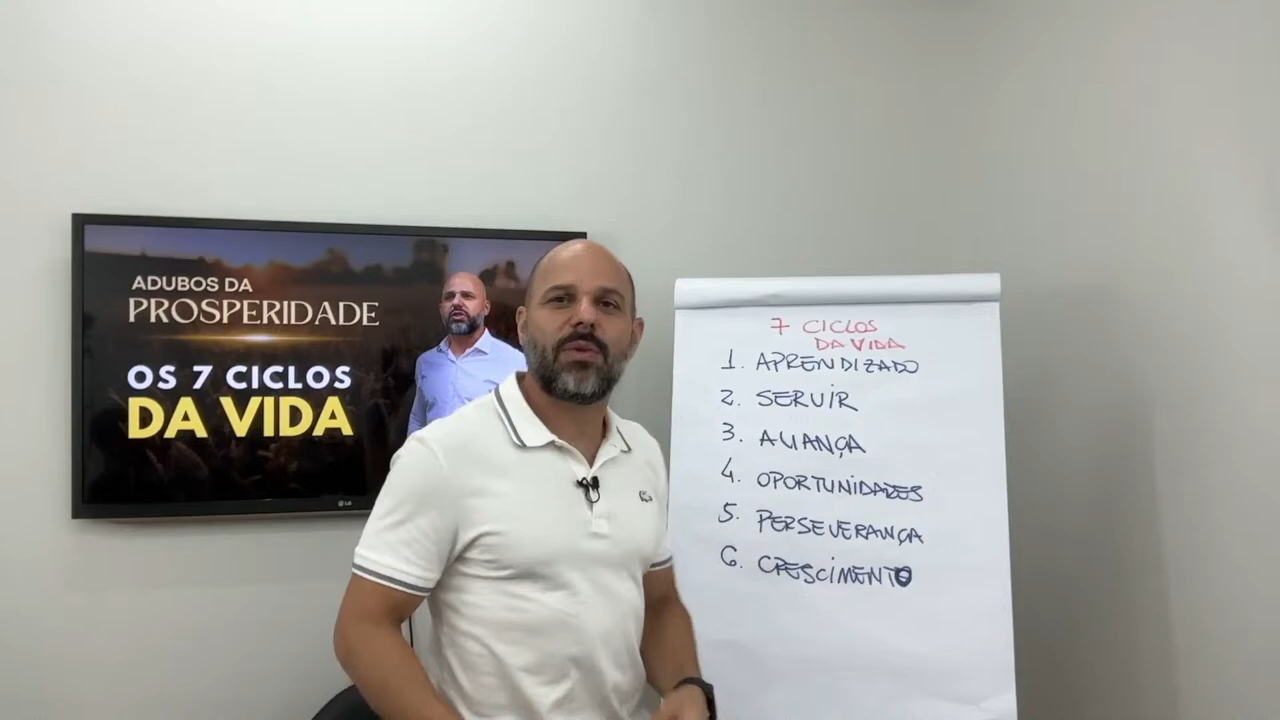 ADUBOS DA
PROSPERIDADE
OS 7 CICLOS
DA VIDA
LG
7 CICLOS
DA VIDA
1. APRENDIZADO
2. SERVIR
3. ALIANÇA
4. OPORTUNIDADES
5. PERSEVERANÇA
6. CRESCIMENTO